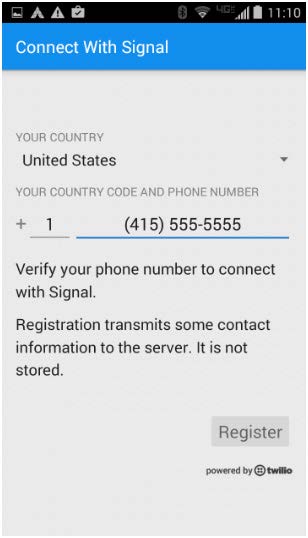 4G 11:10
Connect With Signal
YOUR COUNTRY
United States
YOUR COUNTRY CODE AND PHONE NUMBER
+ 1 (415) 555-5555
Verify your phone number to connect
with Signal.
Registration transmits some contact
information to the server. It is not
stored.
Register
powered by twilio